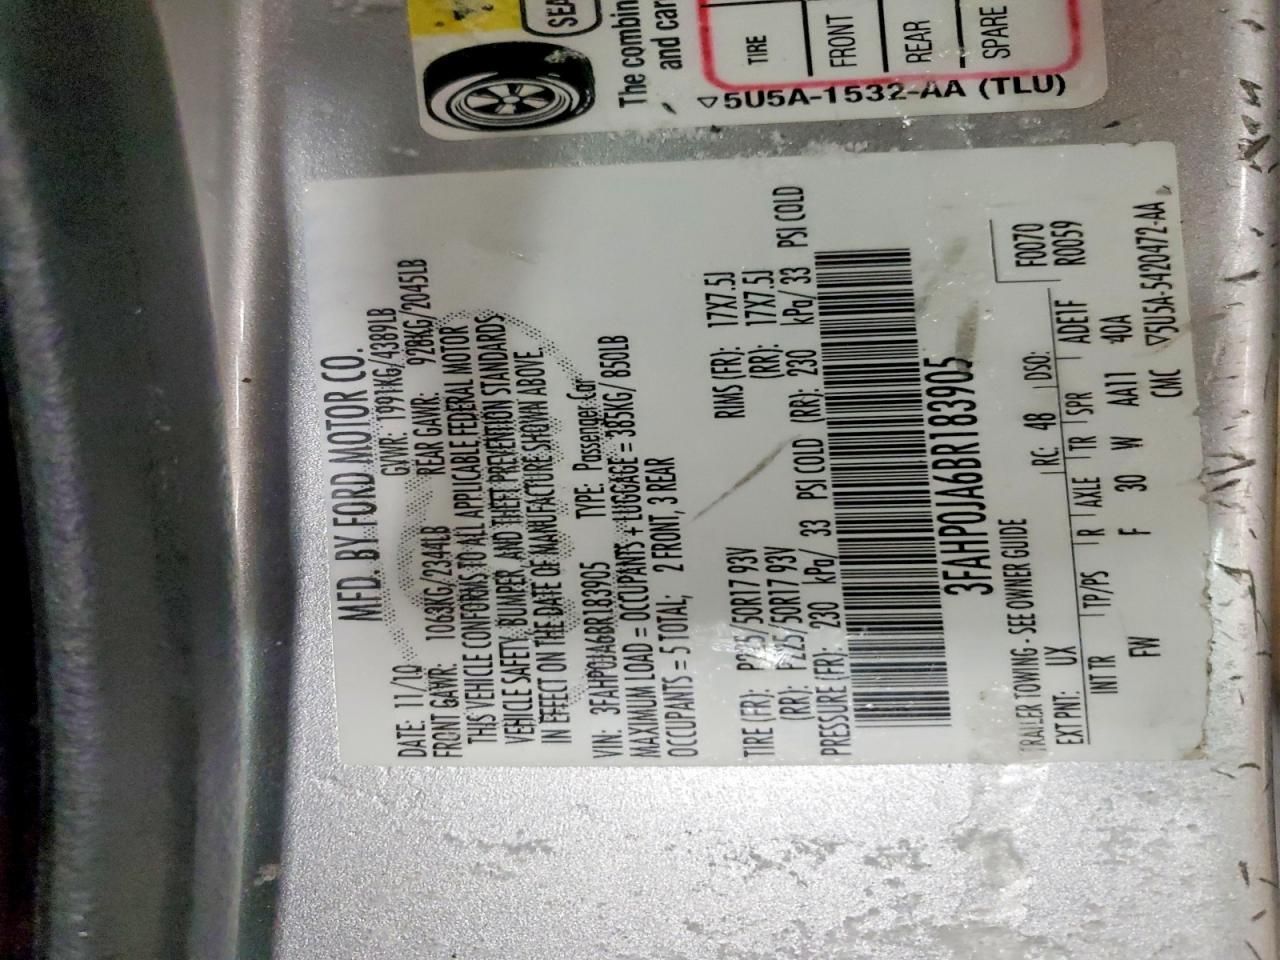 MFD. BY FORD MOTOR CO.
DATE: 11/10 GVWR: 1991KG/4389LB
FRONT GAWR: 1063KG/2344LB REAR GAWR: 928KG/2045LB
THIS VEHICLE CONFORMS TO ALL APPLICABLE FEDERAL MOTOR
VEHICLE SAFETY, BUMPER, AND THEFT PREVENTION STANDARDS
IN EFFECT ON THE DATE OF MANUFACTURE SHOWN ABOVE.
VIN: 3FAHP0JA6BR183905 TYPE: Passenger Car
MAXIMUM LOAD = OCCUPANTS + LUGGAGE = 385KG/ 850LB
OCCUPANTS = 5 TOTAL; 2 FRONT, 3 REAR
TIRE (FR): P225/50R17 93V RIMS (FR): 17X7.5J
(RR): P225/50R17 93V (RR): 17X7.5J
PRESSURE (FR): 230 kPa/ 33 PSI COLD (RR): 230 kPa/ 33 PSI COLD
3FAHP0JA6BR183905
TRAILER TOWING - SEE OWNER GUIDE F0070
EXT PNT: UX RC: 48 DSO: R0059
INT TR TP/PS R AXLE TR SPR ADE1F
FW F 30 W AA11 40A
CMC ▽5U5A-5420472-AA
SEA
The combin
and car
TIRE
FRONT
REAR
SPARE
▽5U5A-1532-AA (TLU)